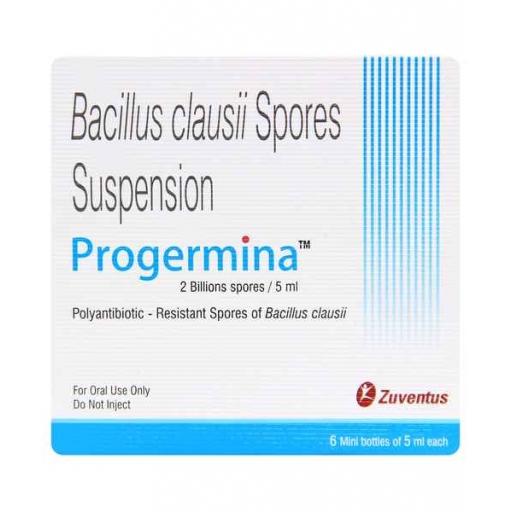 Bacillus clausii Spores
Suspension
Progermina™
2 Billions spores / 5 ml
Polyantibiotic - Resistant Spores of Bacillus clausii
For Oral Use Only
Do Not Inject
Zuventus
6 Mini bottles of 5 ml each